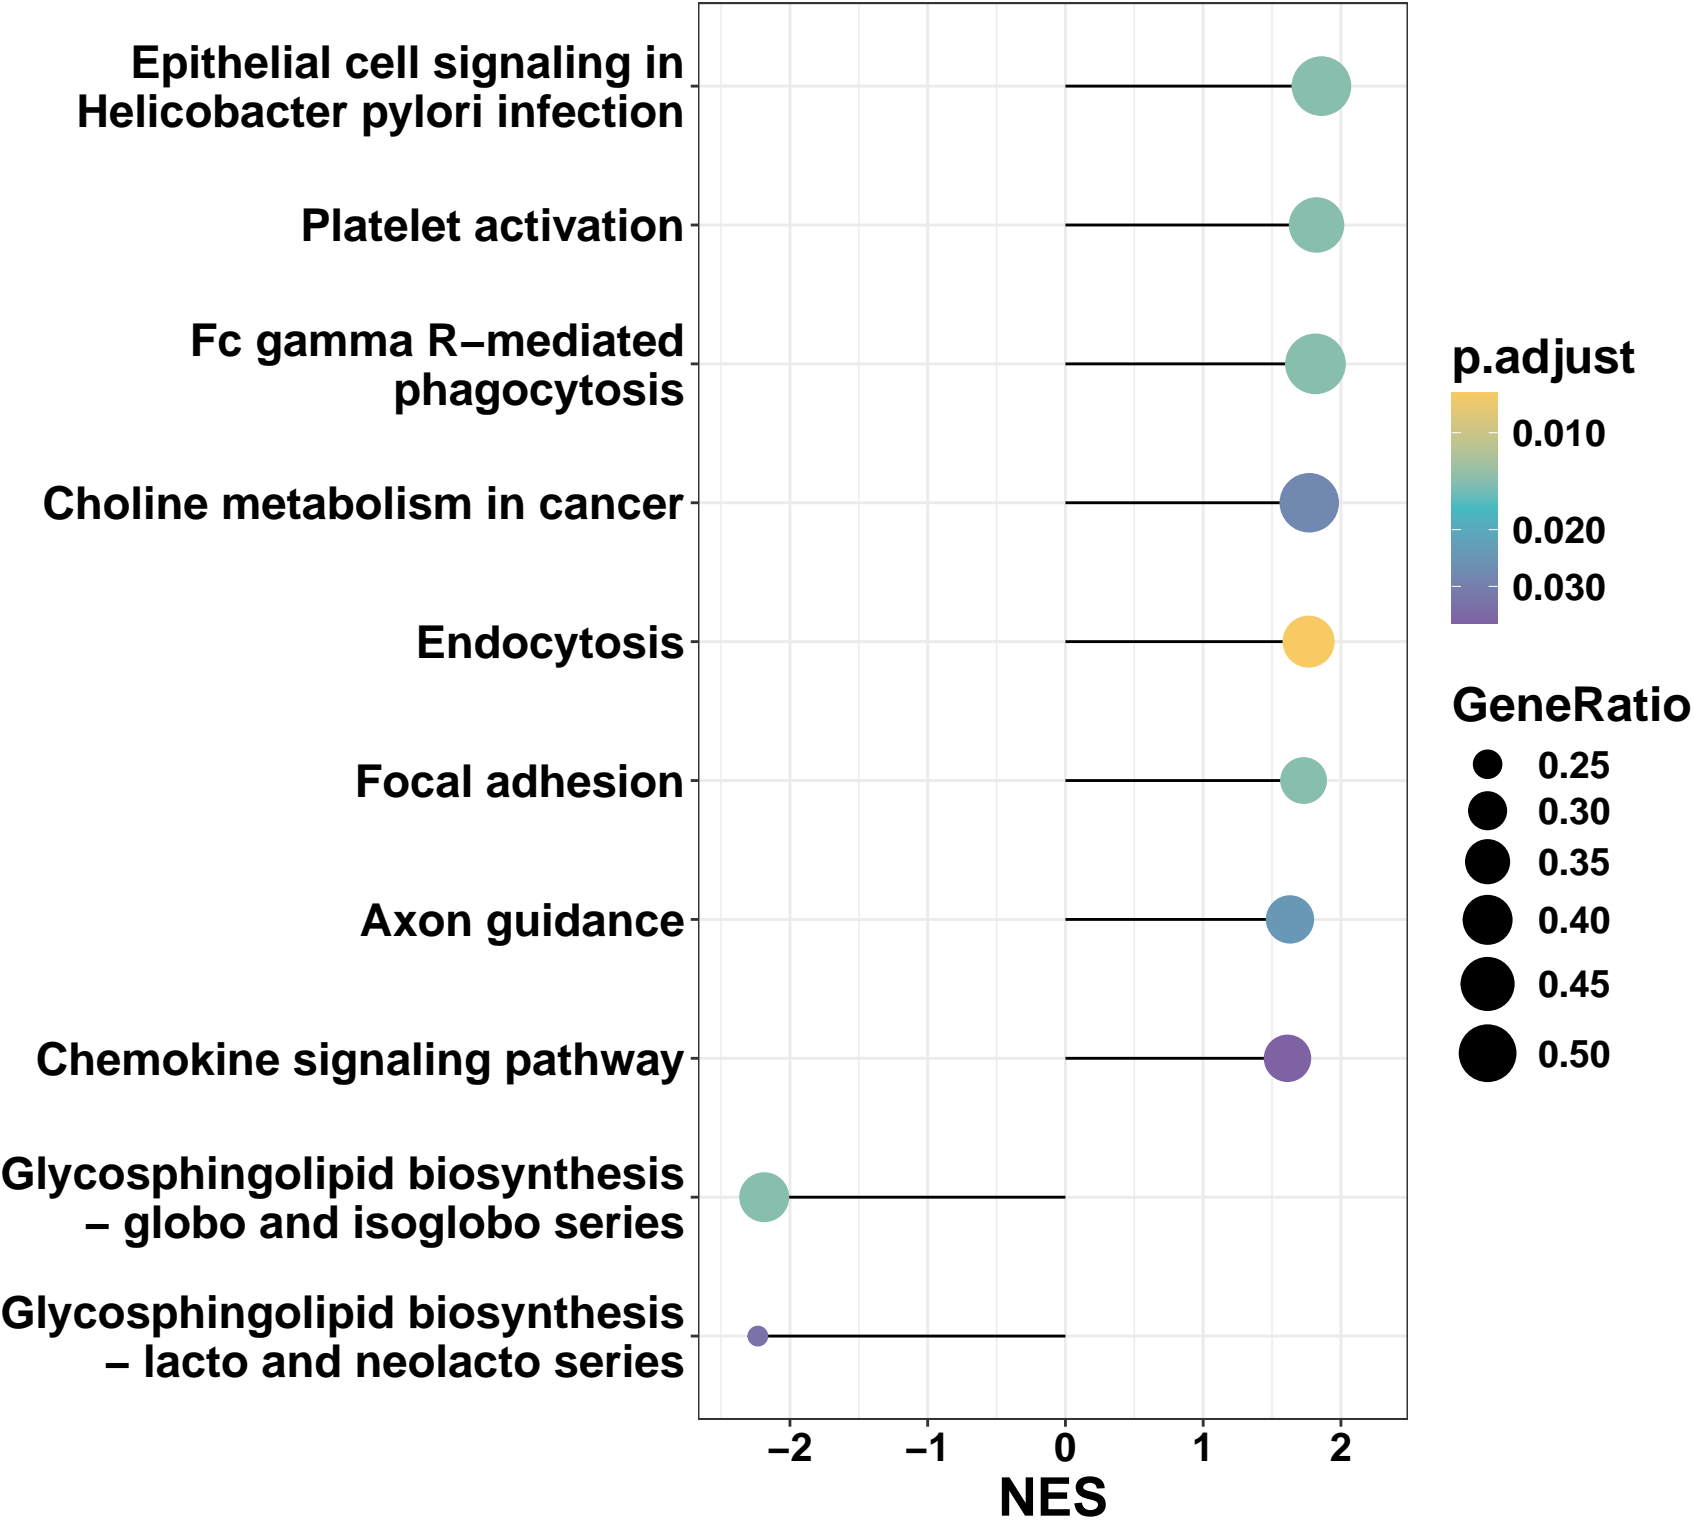 Epithelial cell signaling in
Helicobacter pylori infection
Platelet activation
Fc gamma R−mediated
phagocytosis
Choline metabolism in cancer
Endocytosis
Focal adhesion
Axon guidance
Chemokine signaling pathway
Glycosphingolipid biosynthesis
− globo and isoglobo series
Glycosphingolipid biosynthesis
− lacto and neolacto series
−2 −1 0 1 2
NES
p.adjust
0.010
0.020
0.030
GeneRatio
0.25
0.30
0.35
0.40
0.45
0.50